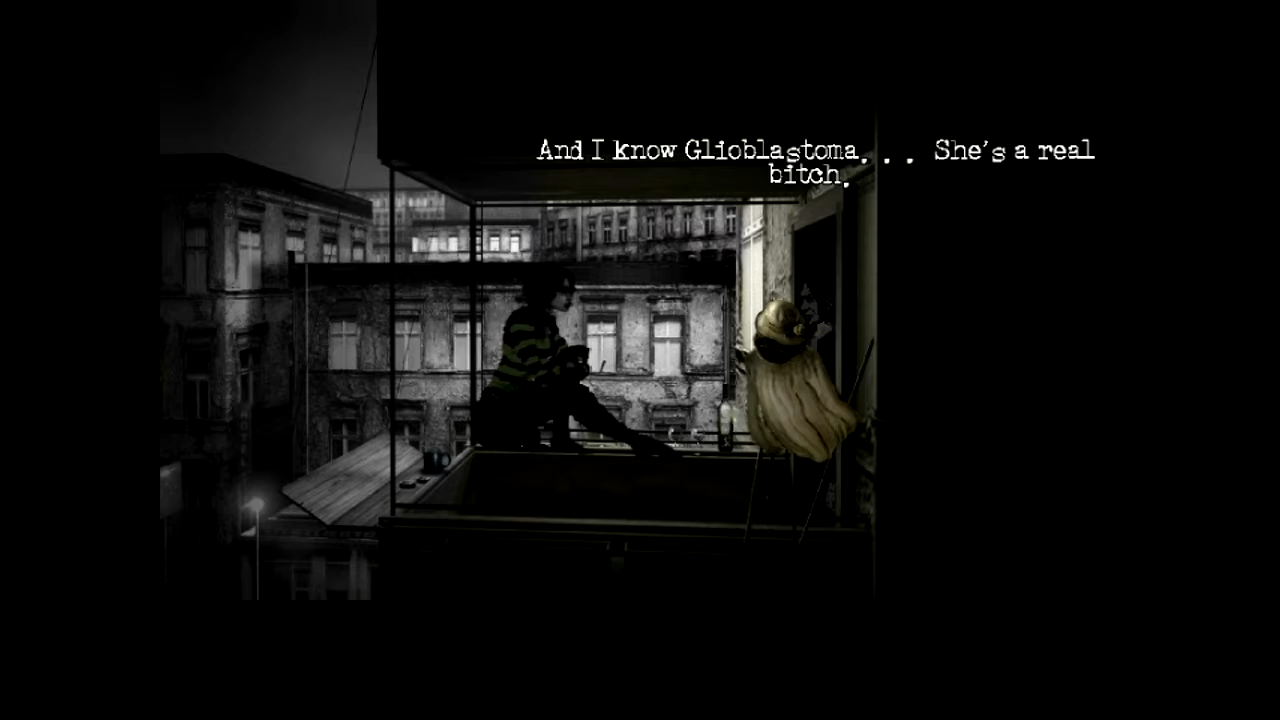 And I know Glioblastoma. . . She's a real
bitch.